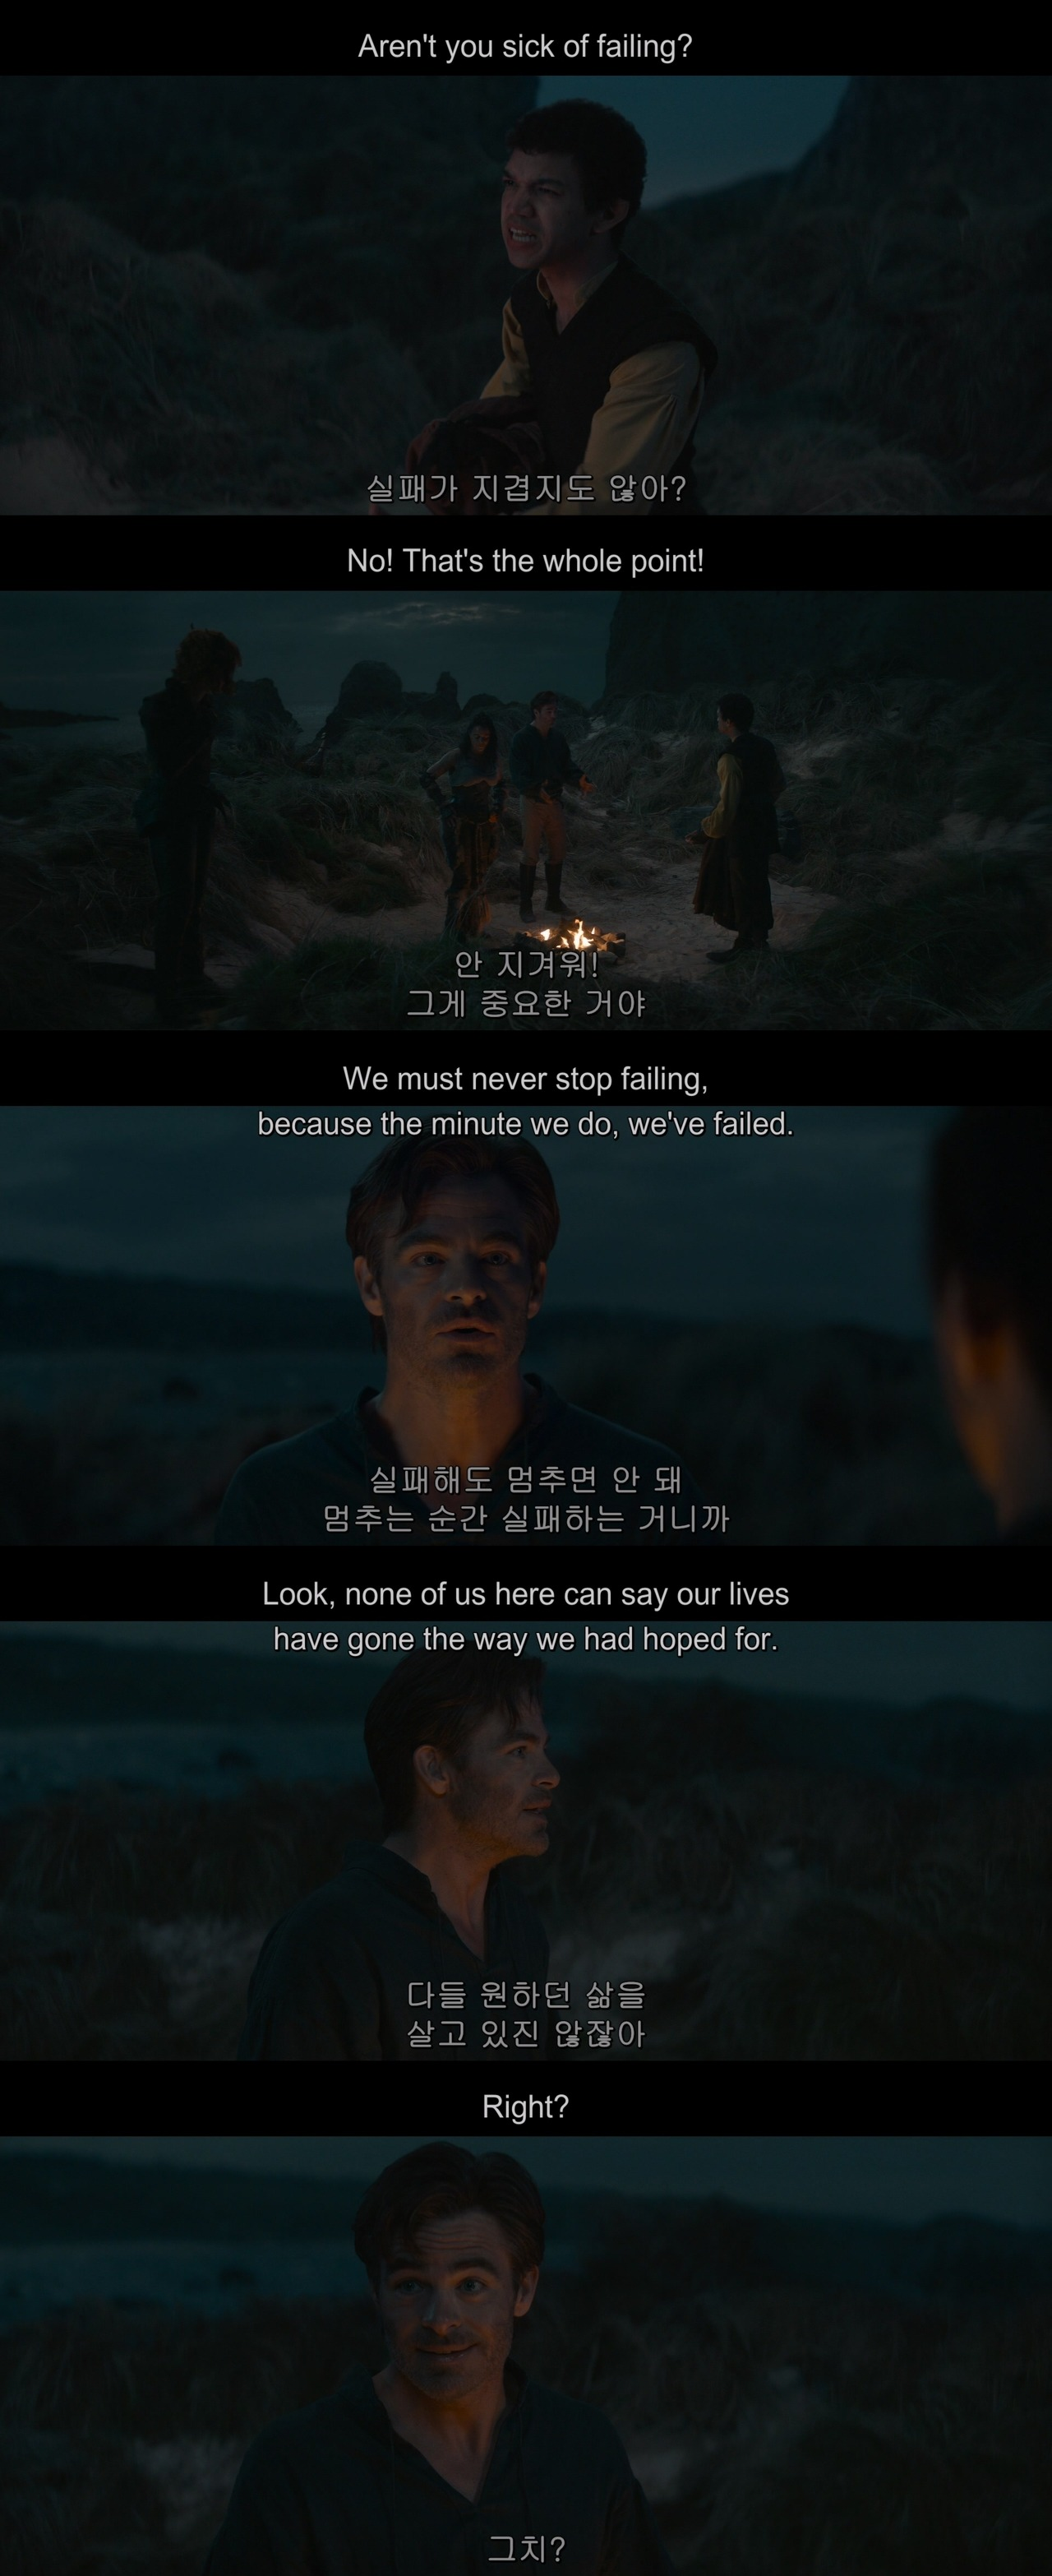 Aren't you sick of failing?
실패가 지겹지도 않아?
No! That's the whole point!
안 지겨워!
그게 중요한 거야
We must never stop failing,
because the minute we do, we've failed.
실패해도 멈추면 안 돼
멈추는 순간 실패하는 거니까
Look, none of us here can say our lives
have gone the way we had hoped for.
다들 원하던 삶을
살고 있진 않잖아
Right?
그치?